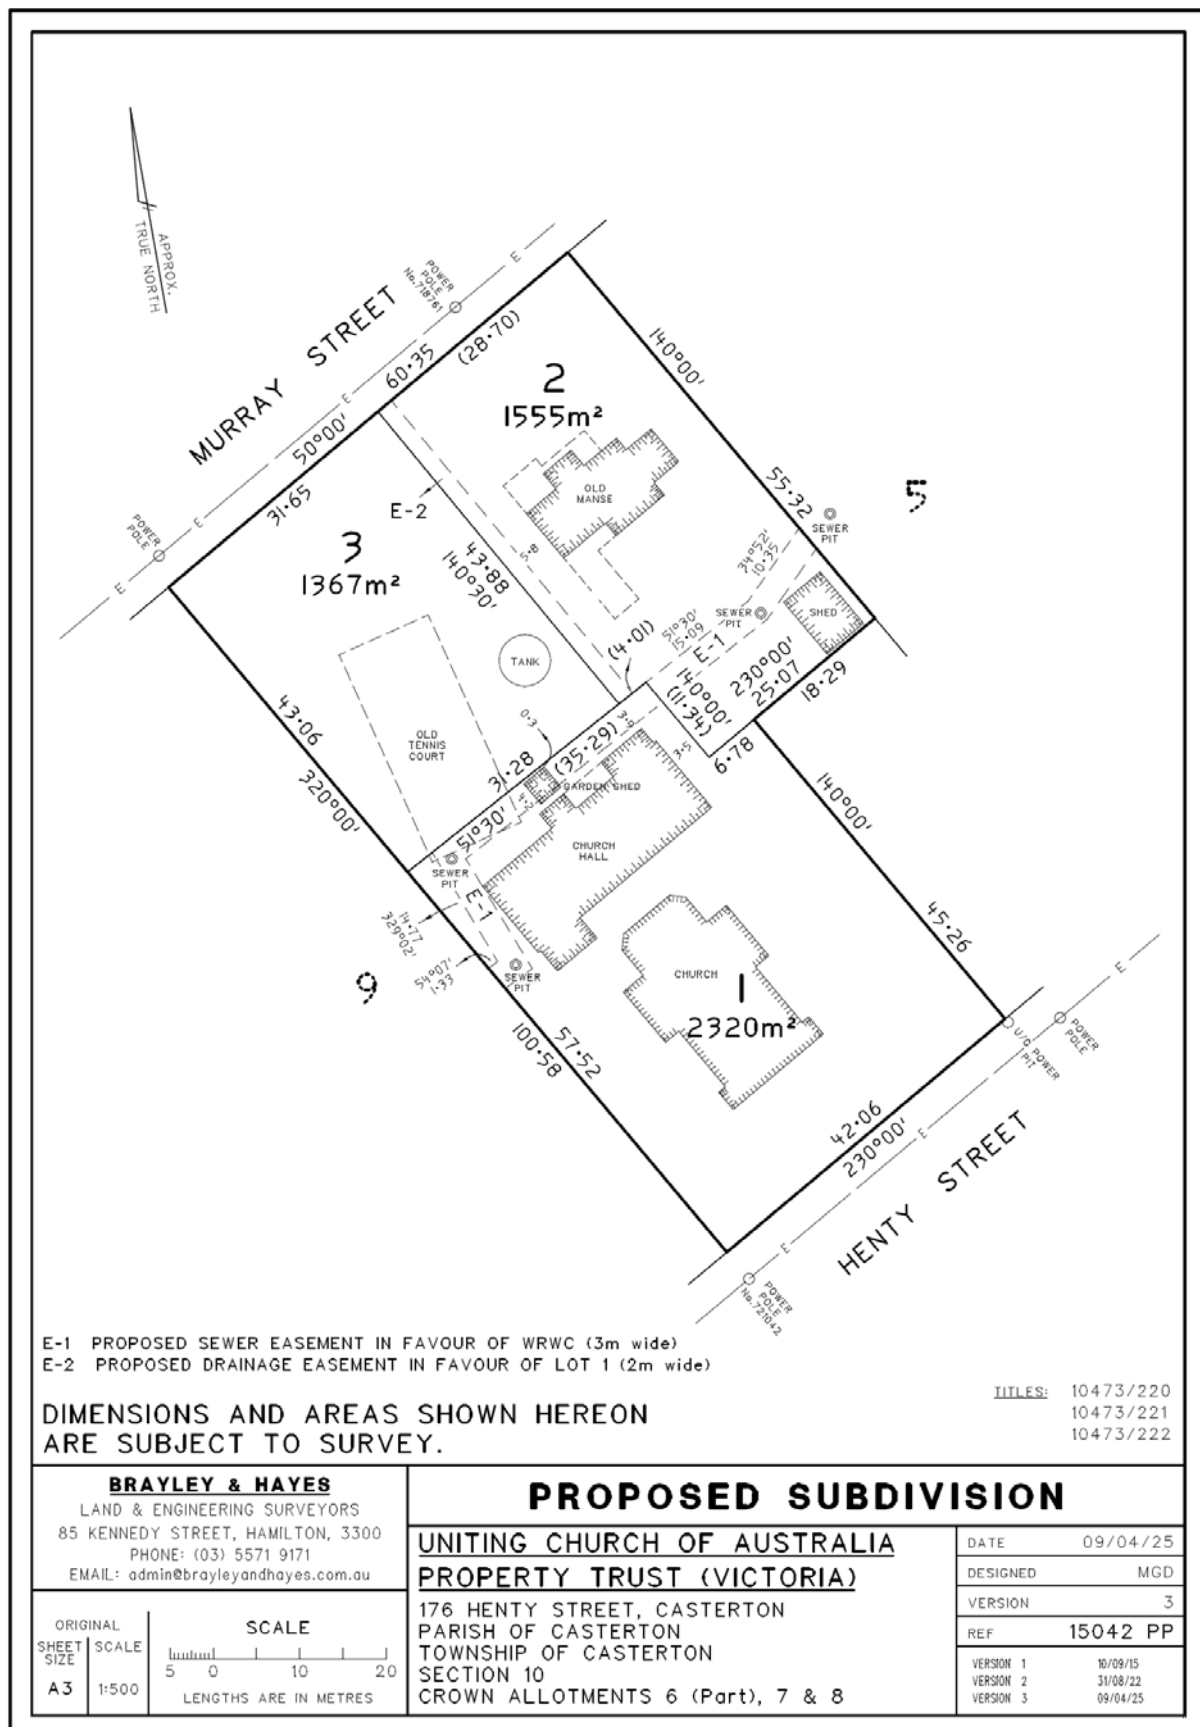 APPROX.
TRUE NORTH
MURRAY STREET
POWER
POLE
No.718761
E
E
E
E
POWER
POLE
50°00'
60·35
(28·70)
31·65
2
1555m²
140°00'
55·32
5
OLD
MANSE
SEWER
PIT
E-2
5·8
43·88
140°30'
3
1367m²
34°52'
10·35
SHED
SEWER
PIT
51°30'
15·09
E-1
(4·01)
TANK
140°00'
(11·34)
230°00'
25·07
18·29
6·78
43·06
320°00'
OLD
TENNIS
COURT
0·3
3·9
3·5
31·28
(35·29)
51°30'
GARDEN SHED
CHURCH
HALL
140°00'
45·26
SEWER
PIT
E-1
14·77
329°02'
54°07'
1·33
SEWER
PIT
9
CHURCH
1
2320m²
57·52
100·58
U/G POWER
PIT
POWER
POLE
E
42·06
230°00'
E
E
HENTY STREET
POWER
POLE
No.721042
E-1 PROPOSED SEWER EASEMENT IN FAVOUR OF WRWC (3m wide)
E-2 PROPOSED DRAINAGE EASEMENT IN FAVOUR OF LOT 1 (2m wide)
TITLES: 10473/220
10473/221
10473/222
DIMENSIONS AND AREAS SHOWN HEREON
ARE SUBJECT TO SURVEY.
BRAYLEY & HAYES
LAND & ENGINEERING SURVEYORS
85 KENNEDY STREET, HAMILTON, 3300
PHONE: (03) 5571 9171
EMAIL: admin@brayleyandhayes.com.au
ORIGINAL
SHEET SIZE
SCALE
A3
1:500
SCALE
5 0 10 20
LENGTHS ARE IN METRES
PROPOSED SUBDIVISION
UNITING CHURCH OF AUSTRALIA
PROPERTY TRUST (VICTORIA)
176 HENTY STREET, CASTERTON
PARISH OF CASTERTON
TOWNSHIP OF CASTERTON
SECTION 10
CROWN ALLOTMENTS 6 (Part), 7 & 8
DATE 09/04/25
DESIGNED MGD
VERSION 3
REF 15042 PP
VERSION 1 10/09/15
VERSION 2 31/08/22
VERSION 3 09/04/25